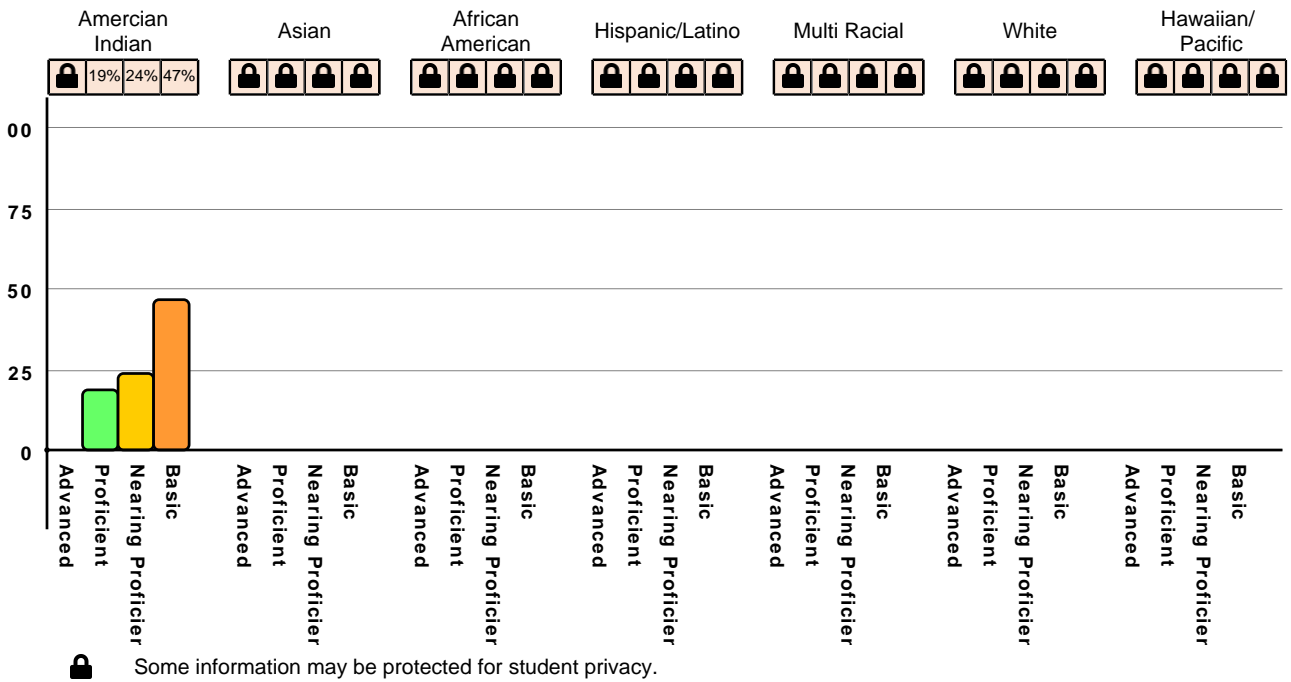 Amercian
Indian
Asian
African
American
Hispanic/Latino
Multi Racial
White
Hawaiian/
Pacific
19% 24% 47%
00
75
50
25
0
Advanced
Proficient
Nearing Proficier
Basic
Advanced
Proficient
Nearing Proficier
Basic
Advanced
Proficient
Nearing Proficier
Basic
Advanced
Proficient
Nearing Proficier
Basic
Advanced
Proficient
Nearing Proficier
Basic
Advanced
Proficient
Nearing Proficier
Basic
Advanced
Proficient
Nearing Proficier
Basic
Some information may be protected for student privacy.